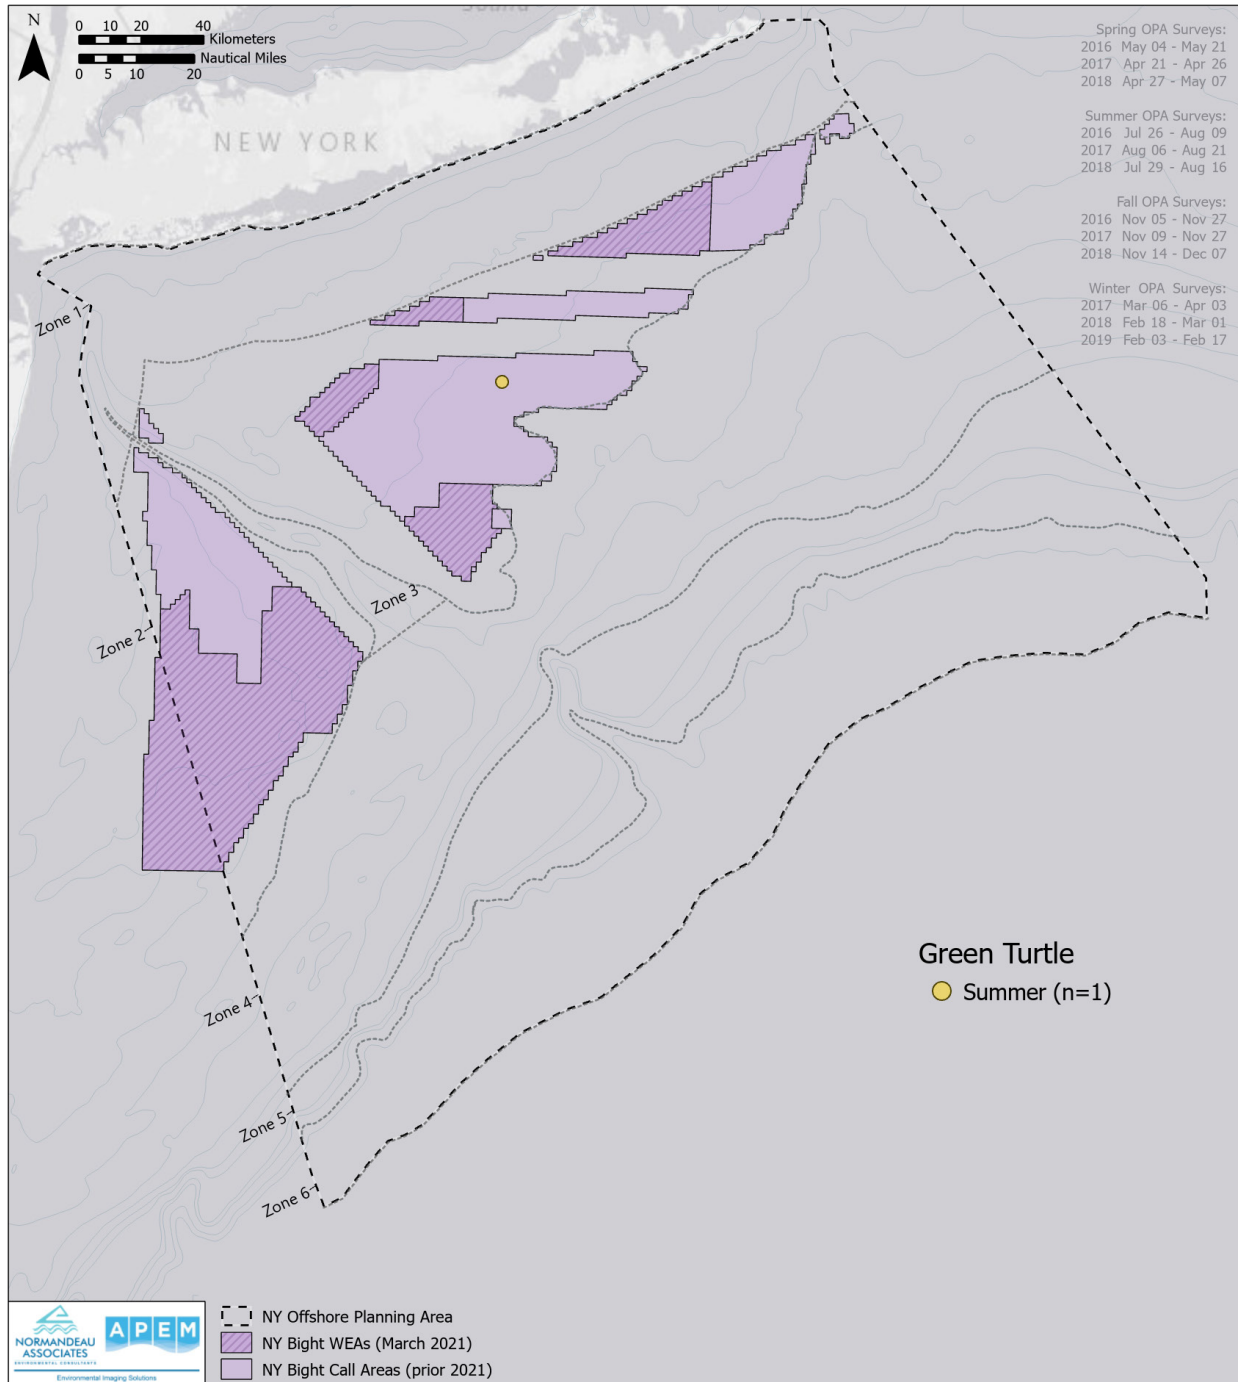 Sound
N
0 10 20 40
Kilometers
Nautical Miles
0 5 10 20
NEW YORK
Spring OPA Surveys:
2016 May 04 - May 21
2017 Apr 21 - Apr 26
2018 Apr 27 - May 07
Summer OPA Surveys:
2016 Jul 26 - Aug 09
2017 Aug 06 - Aug 21
2018 Jul 29 - Aug 16
Fall OPA Surveys:
2016 Nov 05 - Nov 27
2017 Nov 09 - Nov 27
2018 Nov 14 - Dec 07
Winter OPA Surveys:
2017 Mar 06 - Apr 03
2018 Feb 18 - Mar 01
2019 Feb 03 - Feb 17
Zone 1
Zone 3
Zone 2
Zone 4
Zone 5
Zone 6
Green Turtle
Summer (n=1)
NORMANDEAU
ASSOCIATES
ENVIRONMENTAL CONSULTANTS
APEM
Environmental Imaging Solutions
NY Offshore Planning Area
NY Bight WEAs (March 2021)
NY Bight Call Areas (prior 2021)